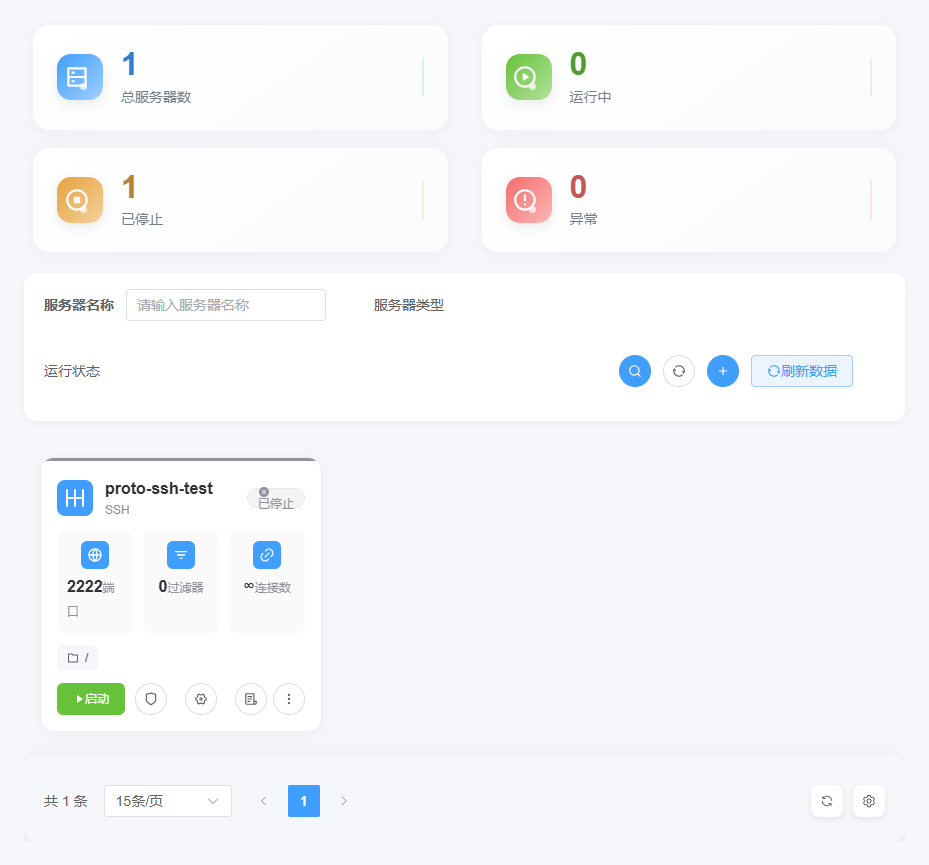 1
总服务器数
0
运行中
1
已停止
0
异常
服务器名称
请输入服务器名称
服务器类型
运行状态
刷新数据
proto-ssh-test
SSH
已停止
2222端
口
0过滤器
∞连接数
/
启动
共 1 条
15条/页
1